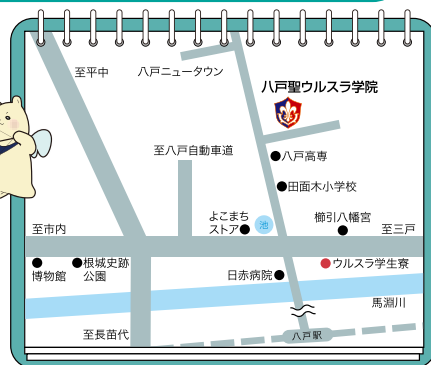 至平中
八戸ニュータウン
八戸聖ウルスラ学院
至八戸自動車道
八戸高専
田面木小学校
よこまち
ストア
池
櫛引八幡宮
至市内
至三戸
博物館
根城史跡
公園
日赤病院
ウルスラ学生寮
馬淵川
至長苗代
八戸駅